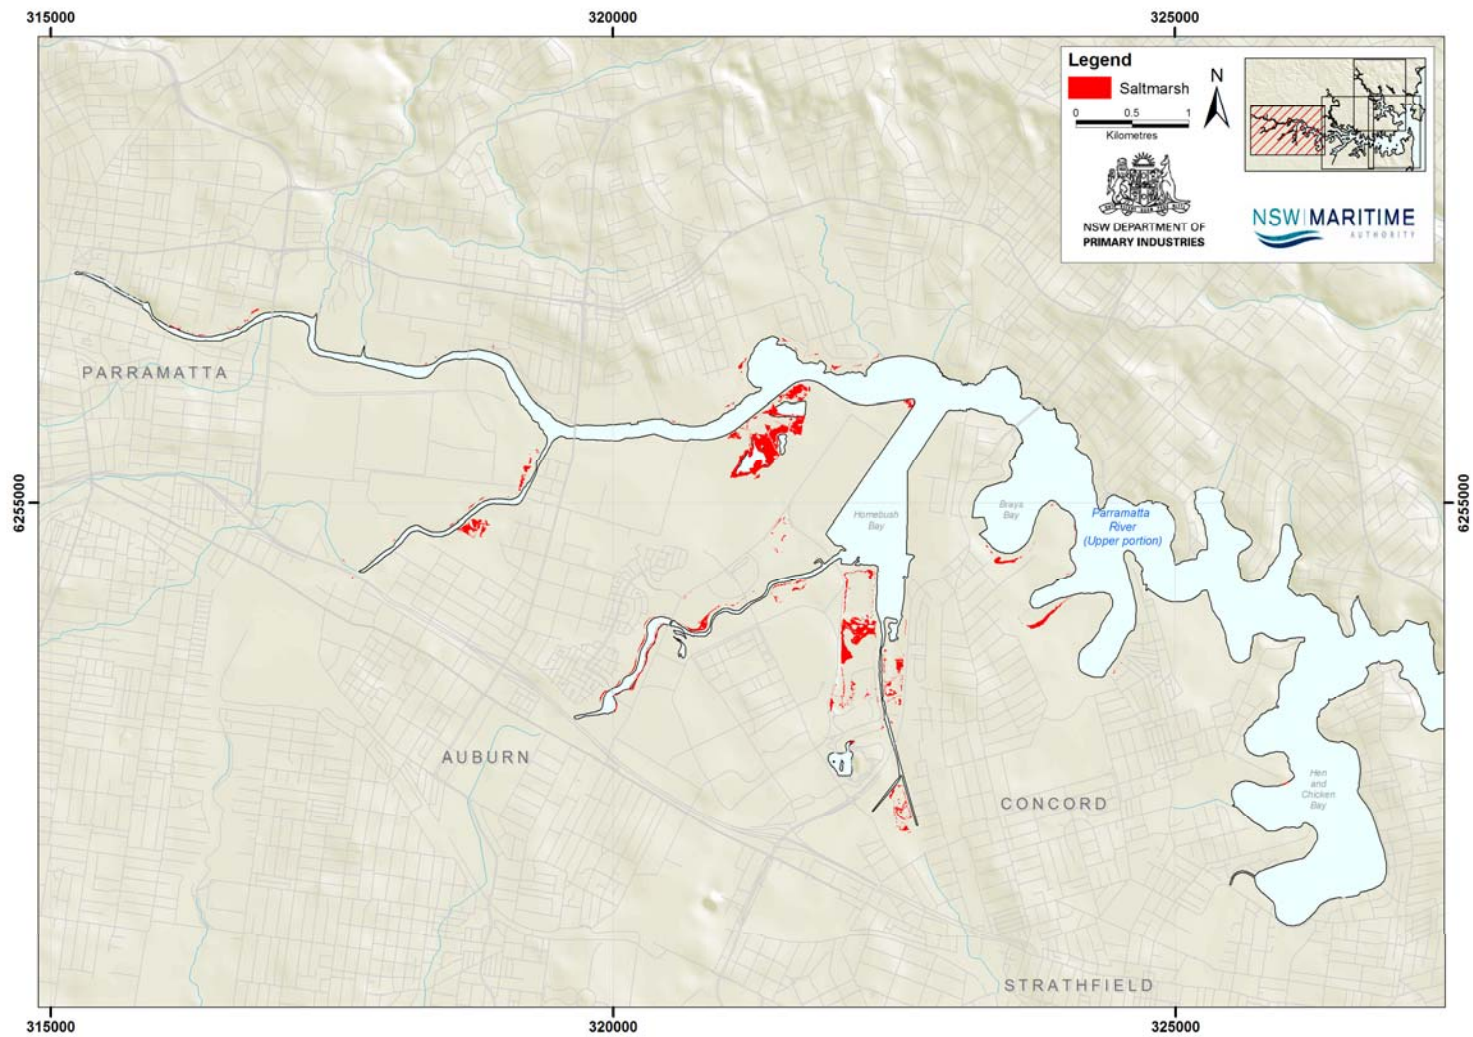 315000
320000
325000
Legend
Saltmarsh
N
0
0.5
1
Kilometres
NSW DEPARTMENT OF
PRIMARY INDUSTRIES
NSW MARITIME
AUTHORITY
PARRAMATTA
6255000
6255000
Homebush
Bay
Brays
Bay
Parramatta
River
(Upper portion)
AUBURN
CONCORD
Hen
and
Chicken
Bay
STRATHFIELD
315000
320000
325000